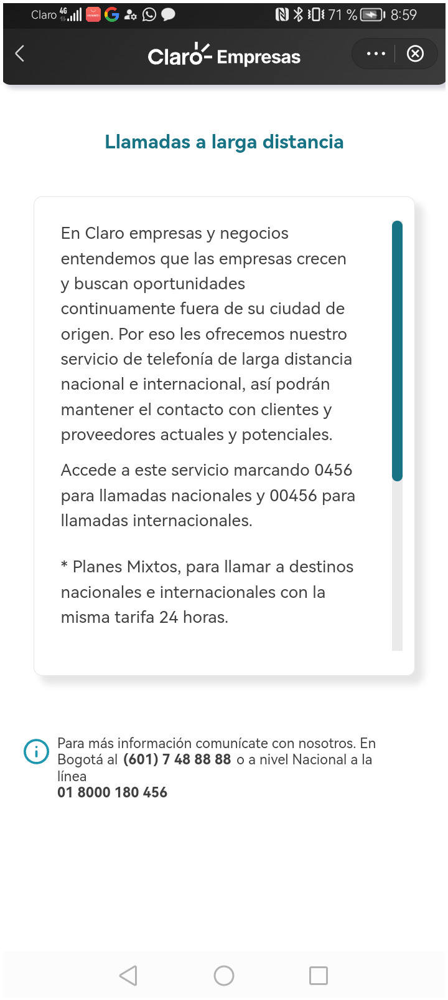 Claro 4G 71 % 8:59
Claro- Empresas
Llamadas a larga distancia
En Claro empresas y negocios
entendemos que las empresas crecen
y buscan oportunidades
continuamente fuera de su ciudad de
origen. Por eso les ofrecemos nuestro
servicio de telefonía de larga distancia
nacional e internacional, así podrán
mantener el contacto con clientes y
proveedores actuales y potenciales.
Accede a este servicio marcando 0456
para llamadas nacionales y 00456 para
llamadas internacionales.
* Planes Mixtos, para llamar a destinos
nacionales e internacionales con la
misma tarifa 24 horas.
Para más información comunícate con nosotros. En
Bogotá al (601) 7 48 88 88 o a nivel Nacional a la
línea
01 8000 180 456